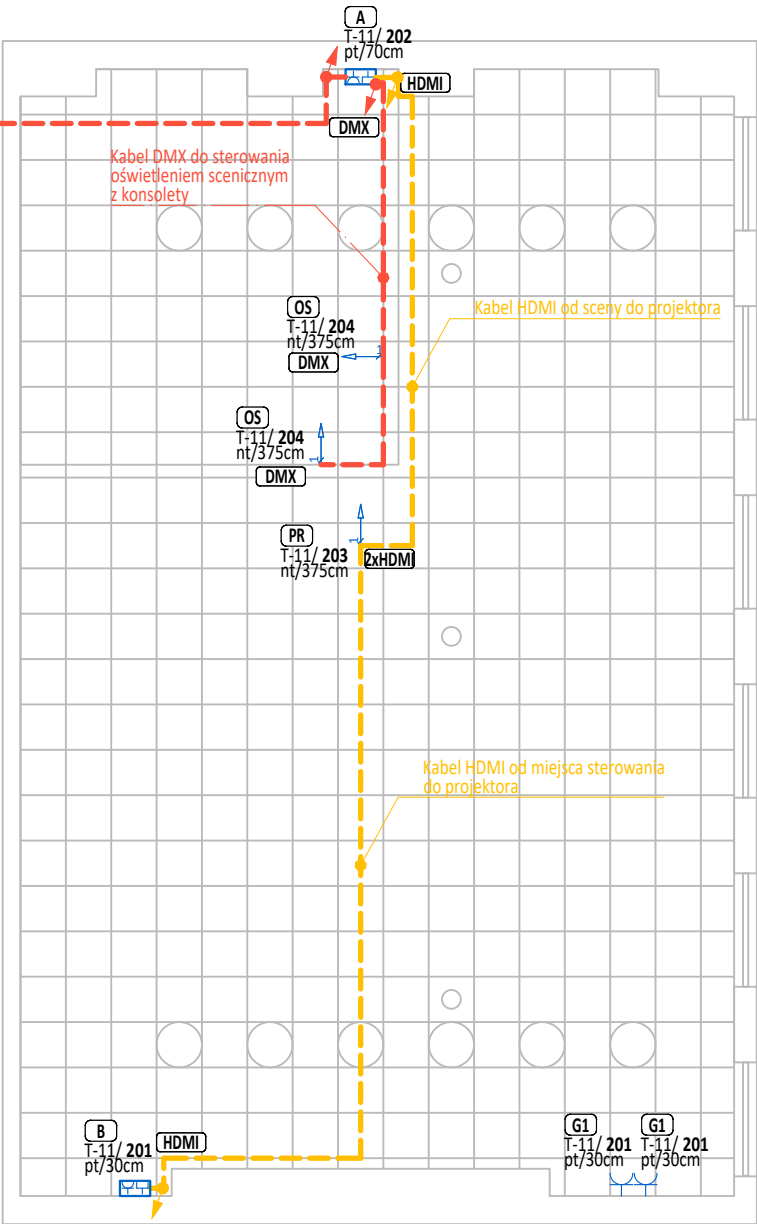 A
T-11/ 202
pt/70cm
HDMI
DMX
Kabel DMX do sterowania
oświetleniem scenicznym
z konsolety
OS
T-11/ 204
nt/375cm
DMX
1
Kabel HDMI od sceny do projektora
OS
T-11/ 204
nt/375cm
1
DMX
PR
T-11/ 203
nt/375cm
1
2xHDMI
Kabel HDMI od miejsca sterowania
do projektora
B
T-11/ 201
pt/30cm
HDMI
G1
T-11/ 201
pt/30cm
G1
T-11/ 201
pt/30cm